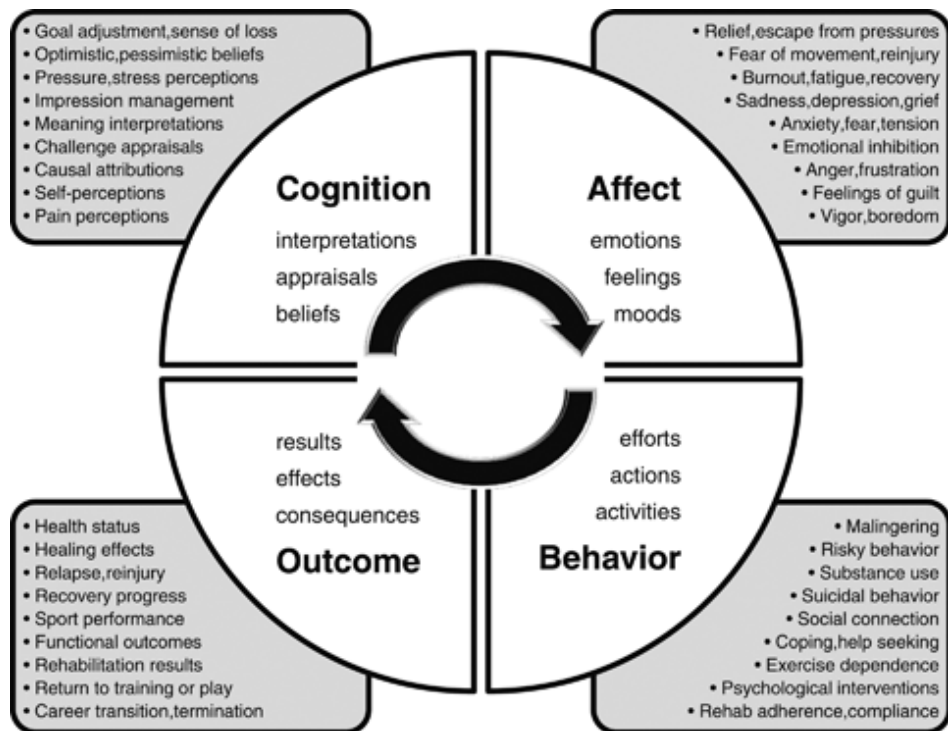 • Goal adjustment,sense of loss
• Optimistic,pessimistic beliefs
• Pressure,stress perceptions
• Impression management
• Meaning interpretations
• Challenge appraisals
• Causal attributions
• Self-perceptions
• Pain perceptions
• Relief,escape from pressures
• Fear of movement,reinjury
• Burnout,fatigue,recovery
• Sadness,depression,grief
• Anxiety,fear,tension
• Emotional inhibition
• Anger,frustration
• Feelings of guilt
• Vigor,boredom
Cognition
interpretations
appraisals
beliefs
Affect
emotions
feelings
moods
results
effects
consequences
Outcome
efforts
actions
activities
Behavior
• Health status
• Healing effects
• Relapse,reinjury
• Recovery progress
• Sport performance
• Functional outcomes
• Rehabilitation results
• Return to training or play
• Career transition,termination
• Malingering
• Risky behavior
• Substance use
• Suicidal behavior
• Social connection
• Coping,help seeking
• Exercise dependence
• Psychological interventions
• Rehab adherence,compliance